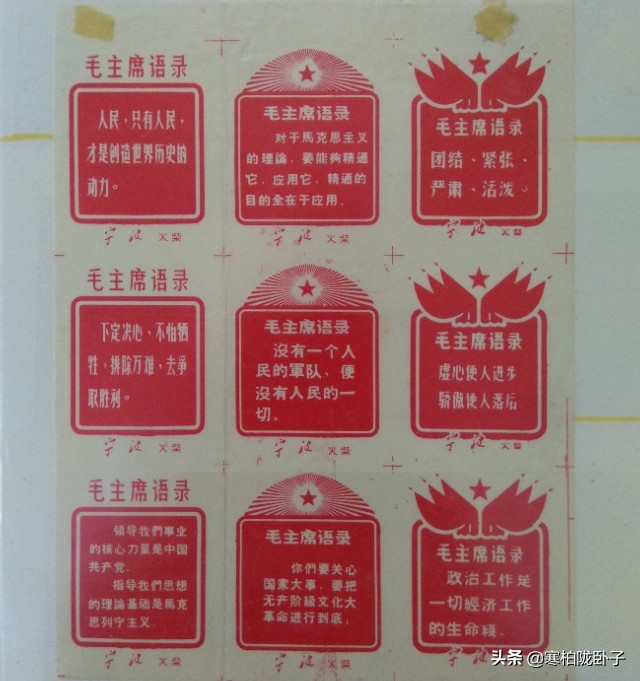 毛主席语录
人民，只有人民，
才是创造世界历史的
动力。
宁波 火柴
毛主席语录
对于馬克思主义
的理論，要能夠精通
它、应用它，精通的
目的全在于应用．
宁波 火柴
毛主席语录
团结、紧张、
严肃、活泼。
宁波 火柴
毛主席语录
下定决心，不怕牺
牲，排除万难，去争
取胜利。
宁波 火柴
毛主席语录
沒有一个人
民的軍队，便
沒有人民的一
切．
宁波 火柴
毛主席语录
虚心使人进步
骄傲使人落后
宁波 火柴
毛主席语录
領导我們事业
的核心力量是中国
共产党．
指导我們思想
的理論基础是馬克
思列宁主义．
宁波 火柴
毛主席语录
你們要关心
国家大事，要把
无产阶級文化大
革命进行到底，
宁波 火柴
毛主席语录
政治工作是
一切經济工作
的生命綫．
宁波 火柴
头条 @寒柏陇卧子